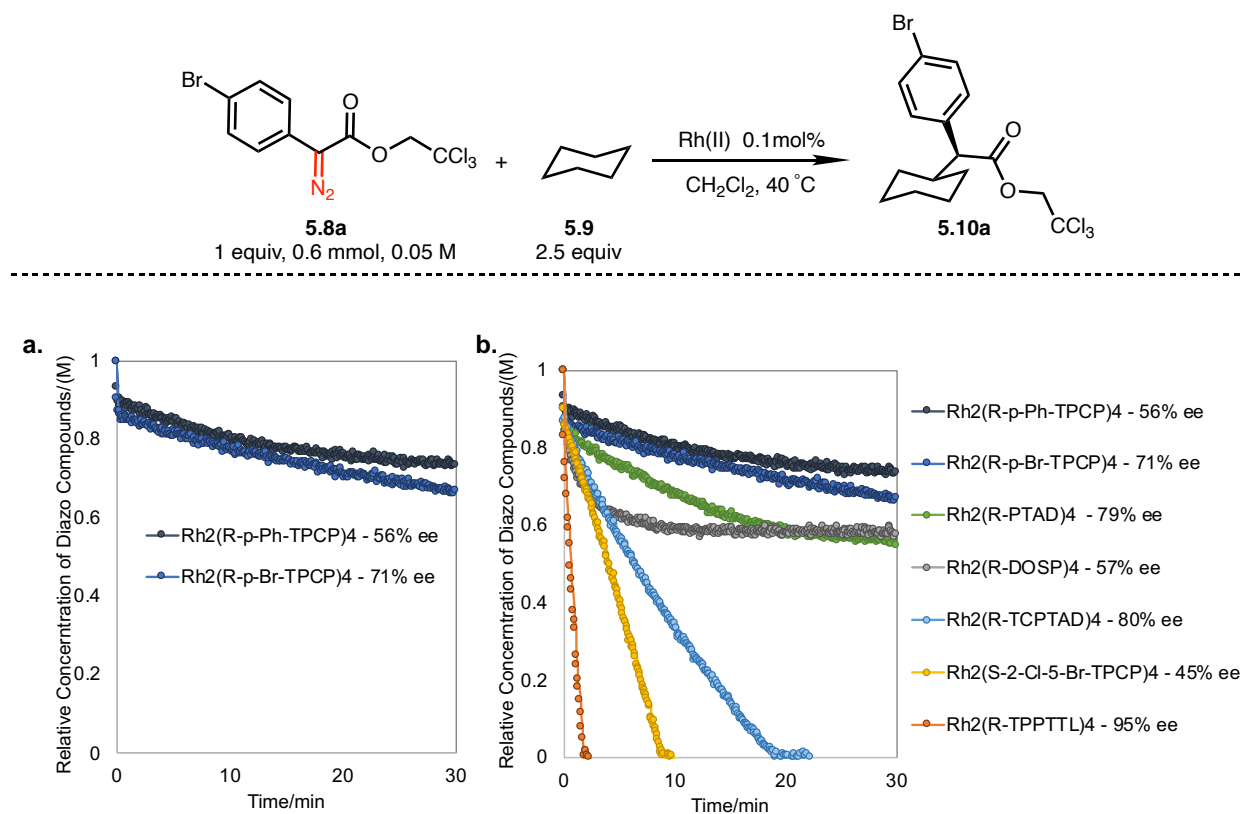 Br
O
O
CCl3
N2
5.8a
1 equiv, 0.6 mmol, 0.05 M
+
5.9
2.5 equiv
Rh(II) 0.1mol%
CH2Cl2, 40 °C
Br
O
O
CCl3
5.10a
a.
Relative Concerntration of Diazo Compounds/(M)
1
0.8
0.6
0.4
0.2
0
0
10
20
30
Time/min
Rh2(R-p-Ph-TPCP)4 - 56% ee
Rh2(R-p-Br-TPCP)4 - 71% ee
b.
Relative Concerntration of Diazo Compounds/(M)
1
0.8
0.6
0.4
0.2
0
0
10
20
30
Time/min
Rh2(R-p-Ph-TPCP)4 - 56% ee
Rh2(R-p-Br-TPCP)4 - 71% ee
Rh2(R-PTAD)4 - 79% ee
Rh2(R-DOSP)4 - 57% ee
Rh2(R-TCPTAD)4 - 80% ee
Rh2(S-2-Cl-5-Br-TPCP)4 - 45% ee
Rh2(R-TPPTTL)4 - 95% ee